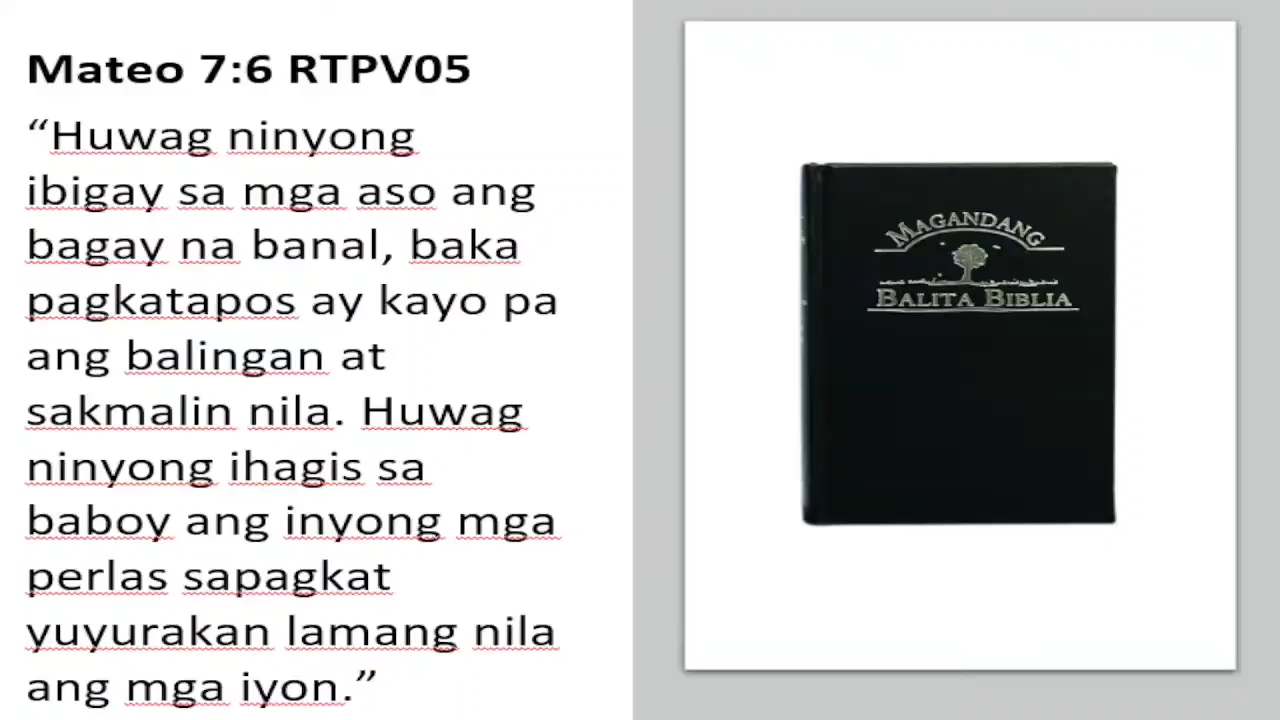 Mateo 7:6 RTPV05
“Huwag ninyong
ibigay sa mga aso ang
bagay na banal, baka
pagkatapos ay kayo pa
ang balingan at
sakmalin nila. Huwag
ninyong ihagis sa
baboy ang inyong mga
perlas sapagkat
yuyurakan lamang nila
ang mga iyon.”
MAGANDANG
BALITA BIBLIA